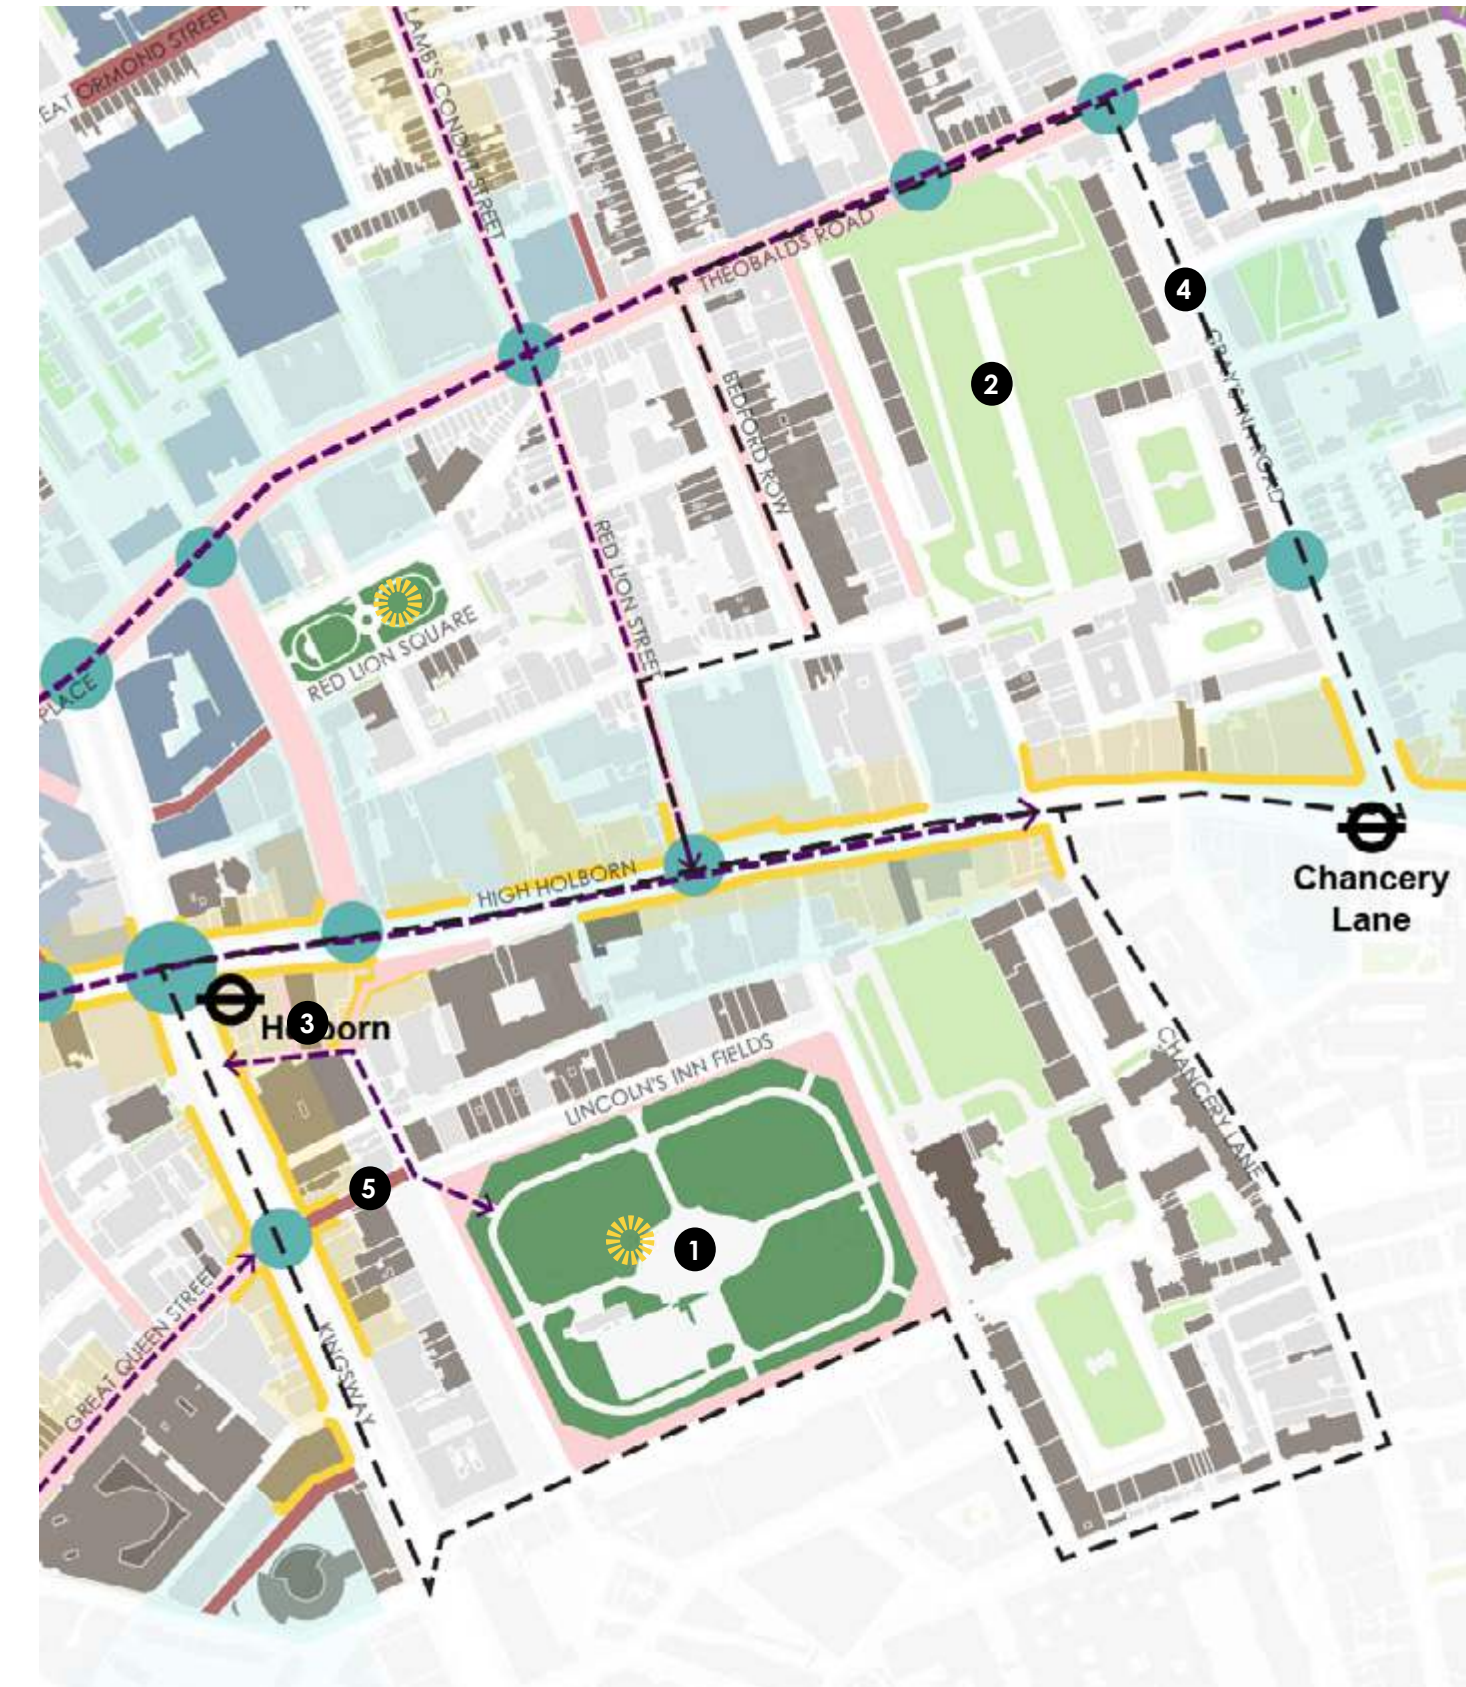 EAT ORMOND STREET
LAMB'S CONDUIT STREET
THEOBALDS ROAD
4
2
BEDFORD ROW
GRAY'S INN ROAD
RED LION STREET
RED LION SQUARE
PLACE
HIGH HOLBORN
Chancery
Lane
Holborn
3
LINCOLN'S INN FIELDS
CHANCERY LANE
5
1
GREAT QUEEN STREET
KINGSWAY